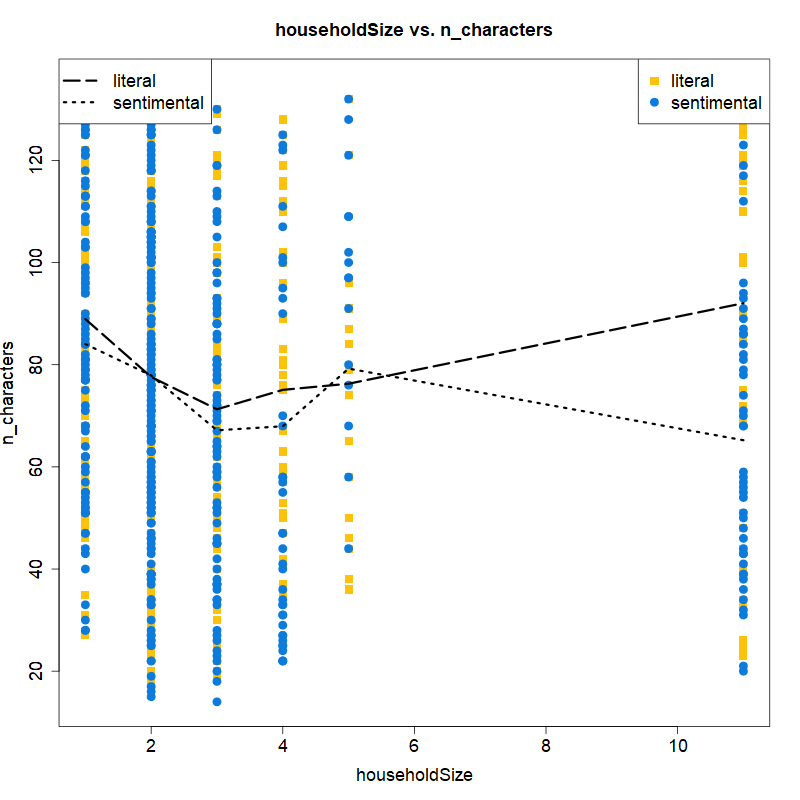 householdSize vs. n_characters
literal
sentimental
literal
sentimental
n_characters
120
100
80
60
40
20
2
4
6
8
10
householdSize